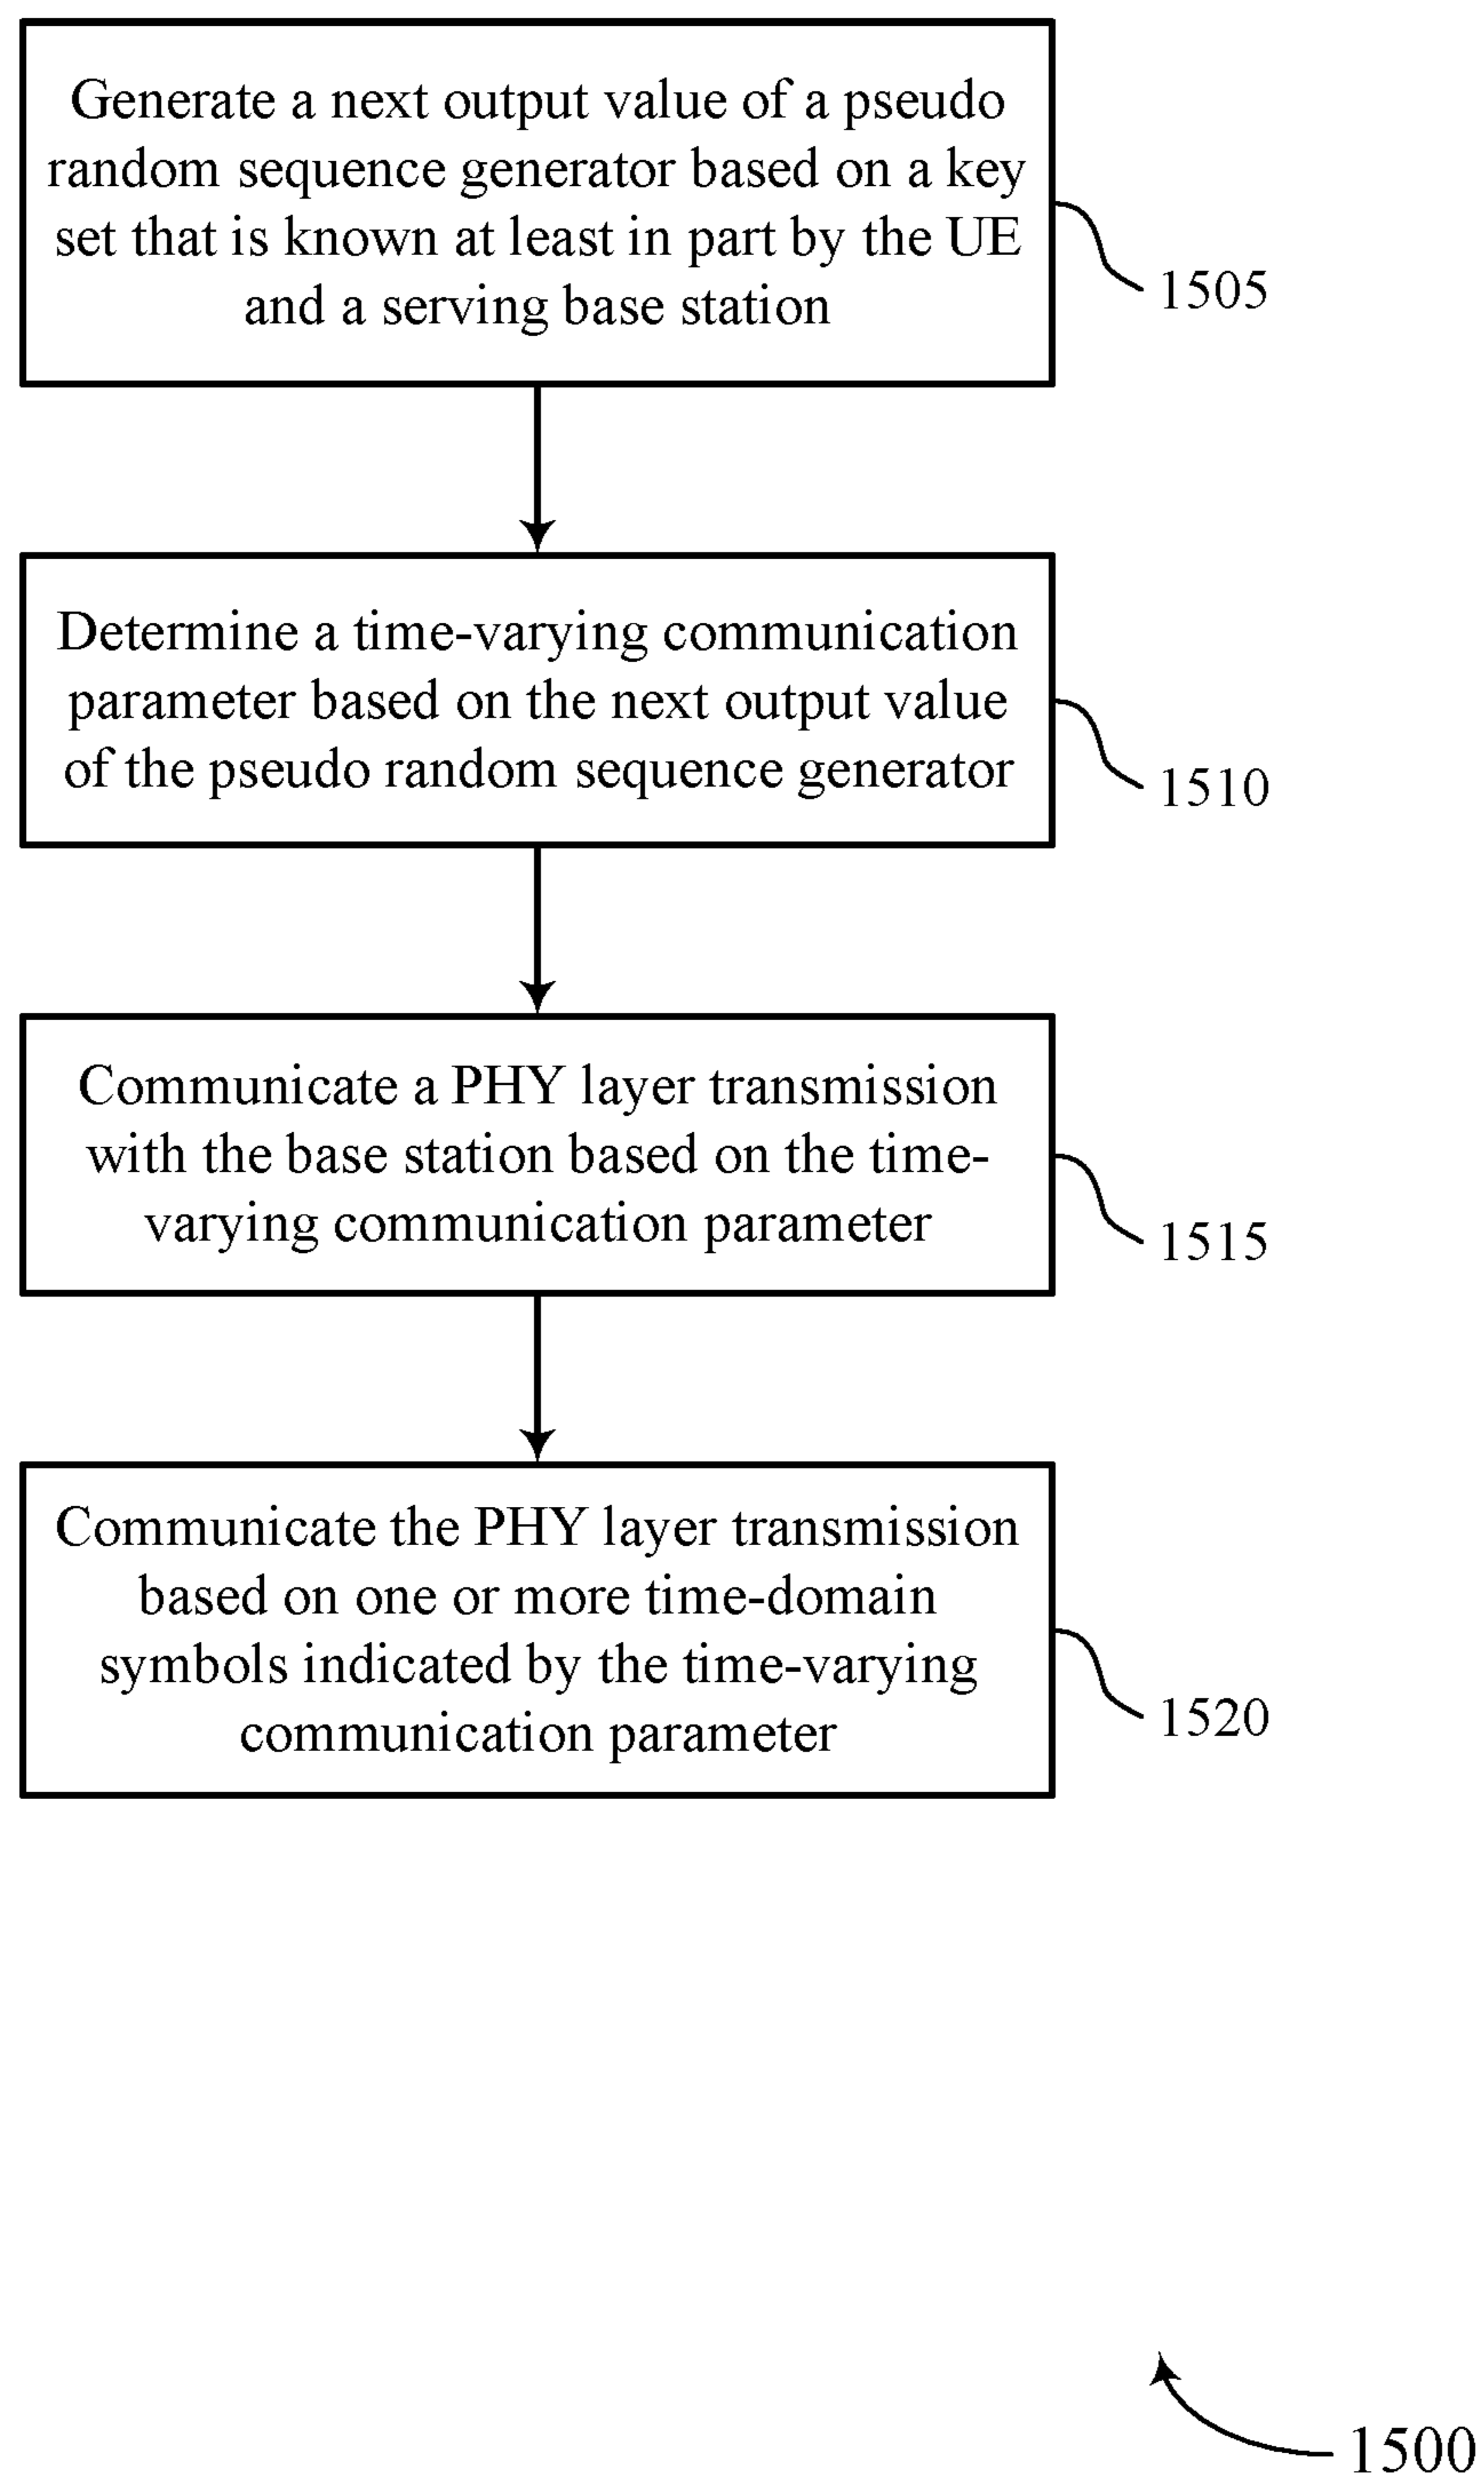 Generate a next output value of a pseudo
random sequence generator based on a key
set that is known at least in part by the UE
and a serving base station
1505
Determine a time-varying communication
parameter based on the next output value
of the pseudo random sequence generator
1510
Communicate a PHY layer transmission
with the base station based on the time-
varying communication parameter
1515
Communicate the PHY layer transmission
based on one or more time-domain
symbols indicated by the time-varying
communication parameter
1520
1500